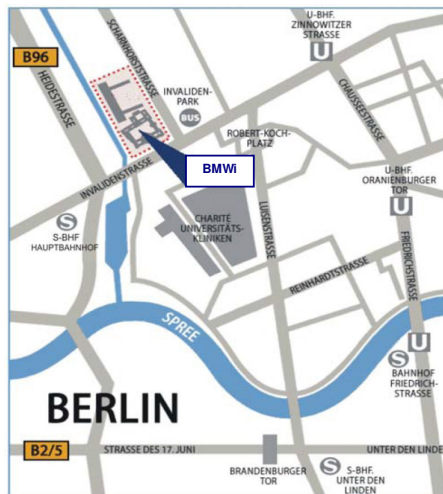 U-BHF.
ZINNOWITZER
STRASSE
U
B96
SCHARNHORSTSTRASSE
HEIDESTRASSE
INVALIDEN-
PARK
BUS
CHAUSSEESTRASSE
ROBERT-KOCH-
PLATZ
BMWi
INVALIDENSTRASSE
U-BHF.
ORANIENBURGER
TOR
U
S
S-BHF
HAUPTBAHNHOF
CHARITÉ
UNIVERSITÄTS-
KLINIKEN
LUISENSTRASSE
FRIEDRICHSTRASSE
REINHARDTSTRASSE
SPREE
U
S
BAHNHOF
FRIEDRICH-
STRASSE
BERLIN
B2/5
STRASSE DES 17. JUNI
UNTER DEN LINDE
BRANDENBURGER
TOR
S
S-BHF.
UNTER DEN
LINDEN